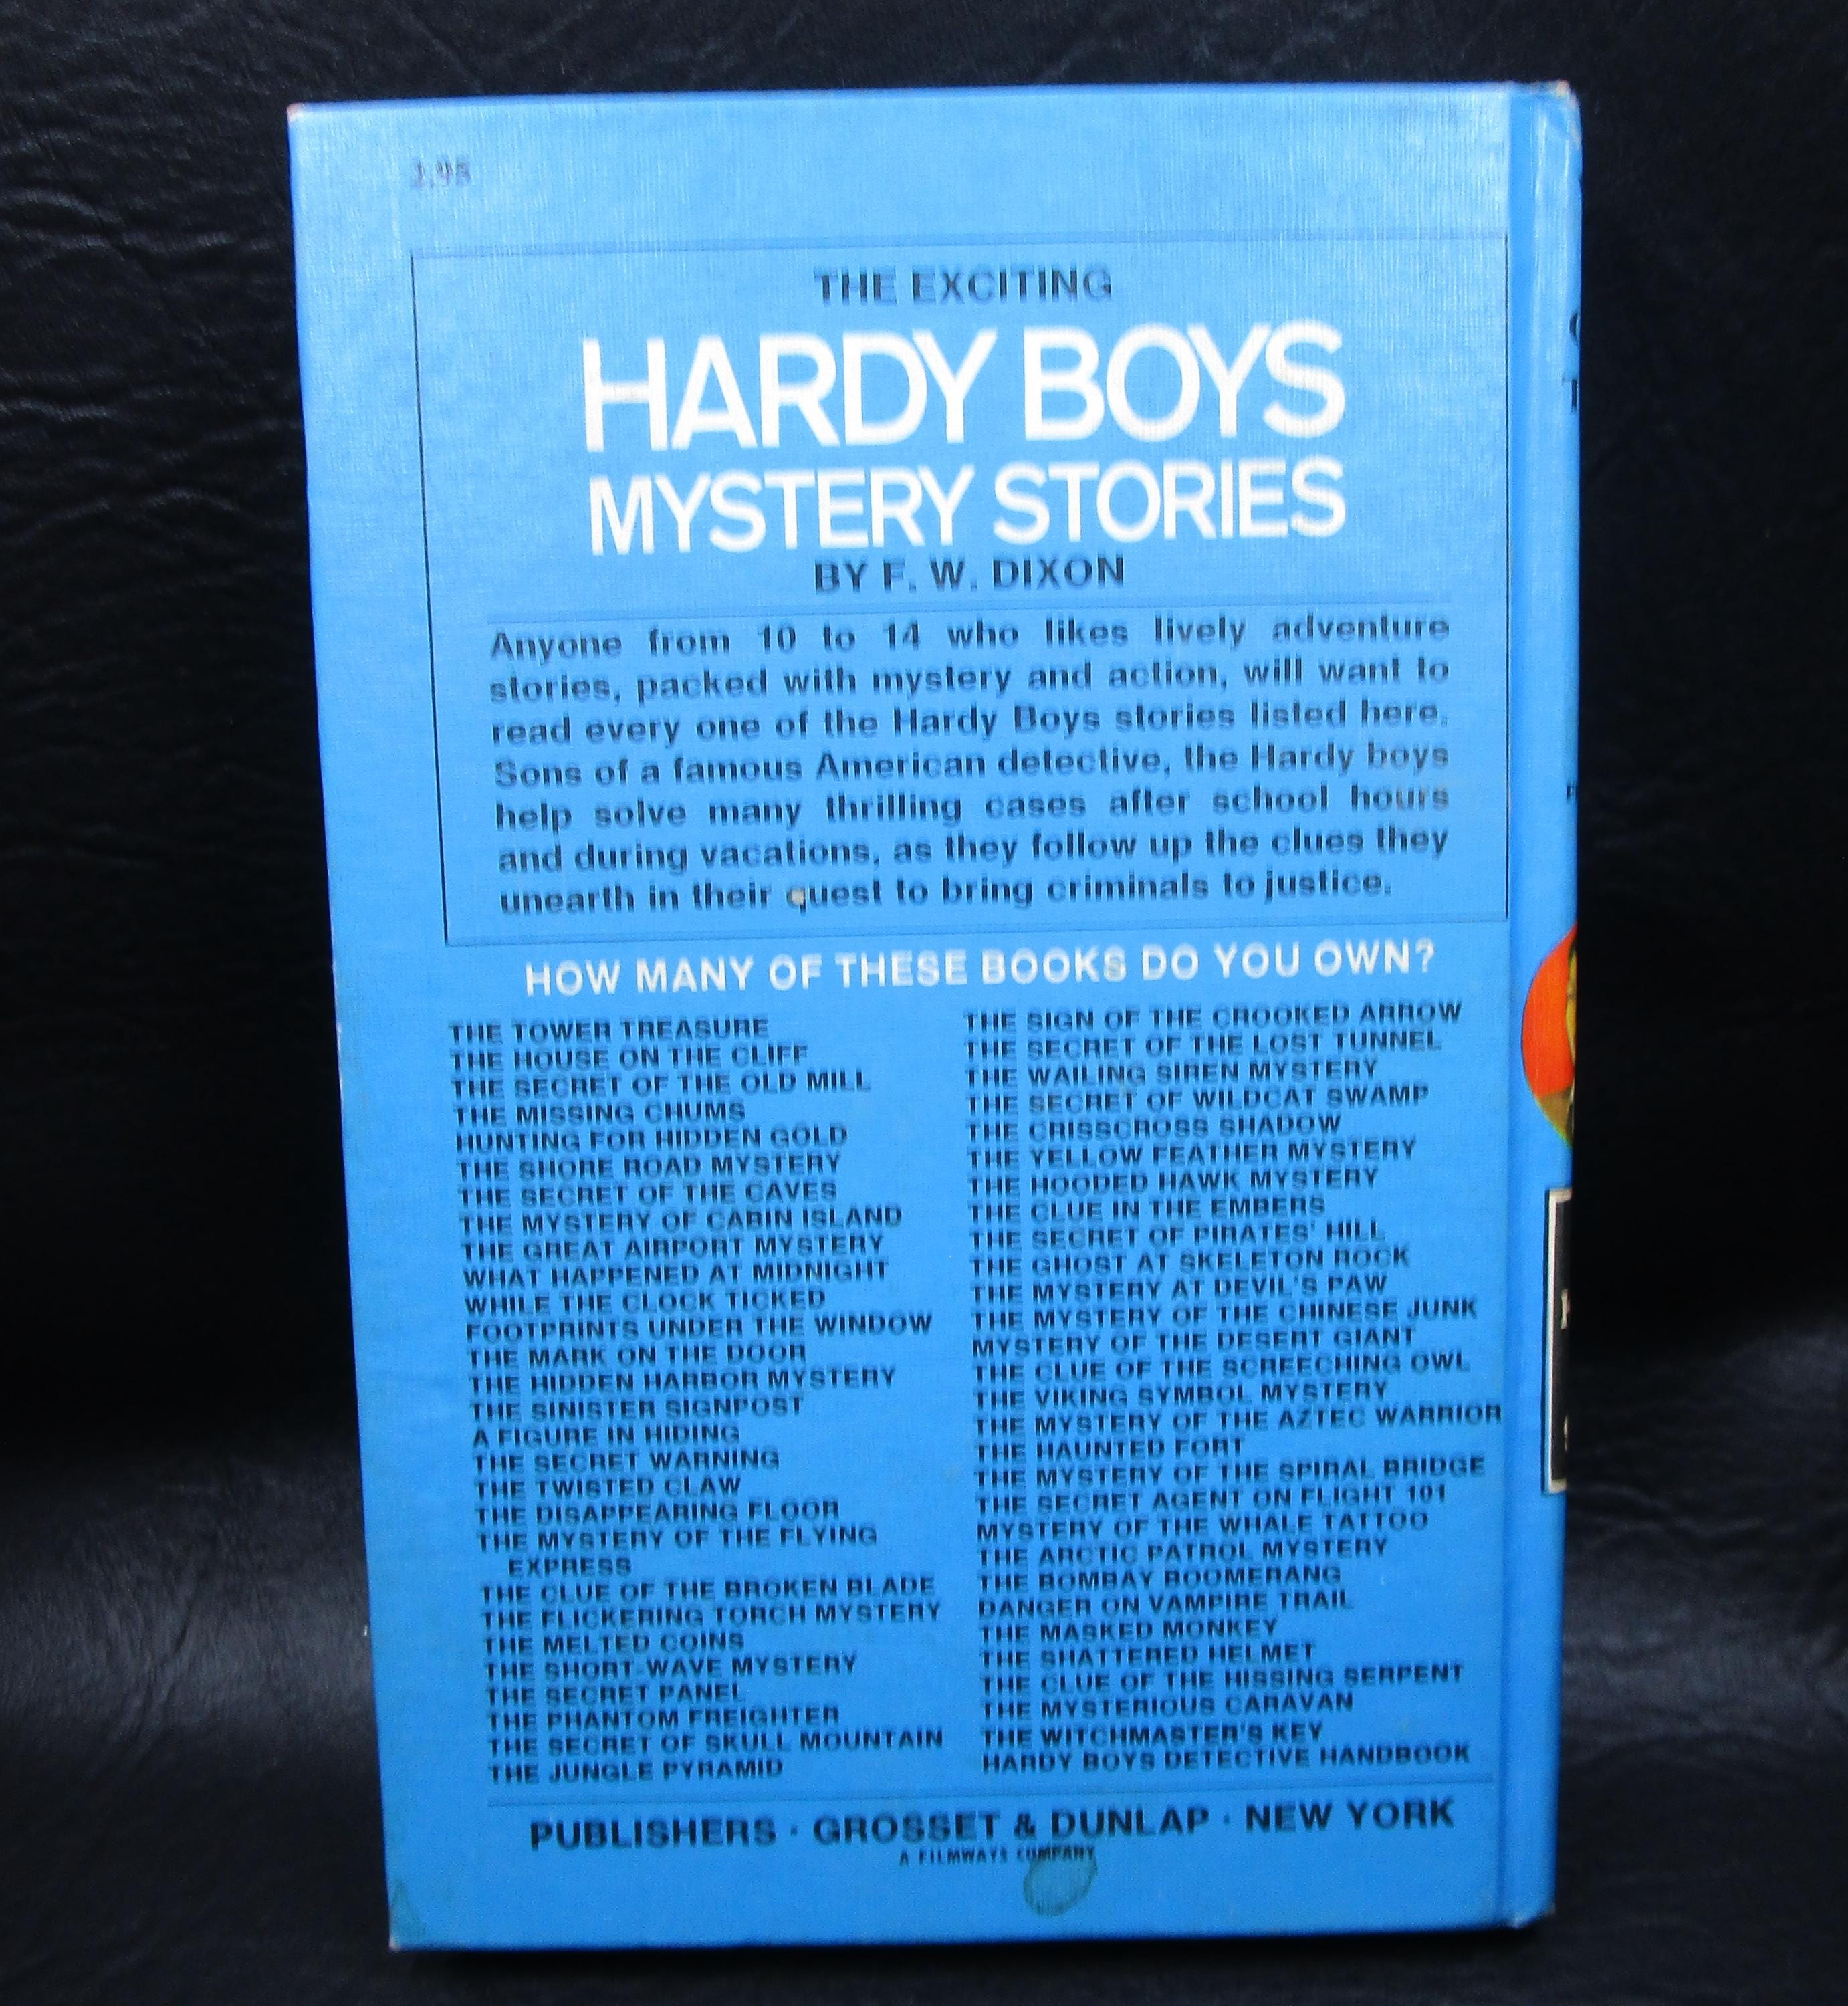 2.95
THE EXCITING
HARDY BOYS
MYSTERY STORIES
BY F. W. DIXON
Anyone from 10 to 14 who likes lively adventure
stories, packed with mystery and action, will want to
read every one of the Hardy Boys stories listed here.
Sons of a famous American detective, the Hardy boys
help solve many thrilling cases after school hours
and during vacations, as they follow up the clues they
unearth in their quest to bring criminals to justice.
HOW MANY OF THESE BOOKS DO YOU OWN?
THE TOWER TREASURE
THE HOUSE ON THE CLIFF
THE SECRET OF THE OLD MILL
THE MISSING CHUMS
HUNTING FOR HIDDEN GOLD
THE SHORE ROAD MYSTERY
THE SECRET OF THE CAVES
THE MYSTERY OF CABIN ISLAND
THE GREAT AIRPORT MYSTERY
WHAT HAPPENED AT MIDNIGHT
WHILE THE CLOCK TICKED
FOOTPRINTS UNDER THE WINDOW
THE MARK ON THE DOOR
THE HIDDEN HARBOR MYSTERY
THE SINISTER SIGNPOST
A FIGURE IN HIDING
THE SECRET WARNING
THE TWISTED CLAW
THE DISAPPEARING FLOOR
THE MYSTERY OF THE FLYING
EXPRESS
THE CLUE OF THE BROKEN BLADE
THE FLICKERING TORCH MYSTERY
THE MELTED COINS
THE SHORT-WAVE MYSTERY
THE SECRET PANEL
THE PHANTOM FREIGHTER
THE SECRET OF SKULL MOUNTAIN
THE JUNGLE PYRAMID
THE SIGN OF THE CROOKED ARROW
THE SECRET OF THE LOST TUNNEL
THE WAILING SIREN MYSTERY
THE SECRET OF WILDCAT SWAMP
THE CRISSCROSS SHADOW
THE YELLOW FEATHER MYSTERY
THE HOODED HAWK MYSTERY
THE CLUE IN THE EMBERS
THE SECRET OF PIRATES' HILL
THE GHOST AT SKELETON ROCK
THE MYSTERY AT DEVIL'S PAW
THE MYSTERY OF THE CHINESE JUNK
MYSTERY OF THE DESERT GIANT
THE CLUE OF THE SCREECHING OWL
THE VIKING SYMBOL MYSTERY
THE MYSTERY OF THE AZTEC WARRIOR
THE HAUNTED FORT
THE MYSTERY OF THE SPIRAL BRIDGE
THE SECRET AGENT ON FLIGHT 101
MYSTERY OF THE WHALE TATTOO
THE ARCTIC PATROL MYSTERY
THE BOMBAY BOOMERANG
DANGER ON VAMPIRE TRAIL
THE MASKED MONKEY
THE SHATTERED HELMET
THE CLUE OF THE HISSING SERPENT
THE MYSTERIOUS CARAVAN
THE WITCHMASTER'S KEY
HARDY BOYS DETECTIVE HANDBOOK
PUBLISHERS · GROSSET & DUNLAP · NEW YORK
A FILMWAYS COMPANY